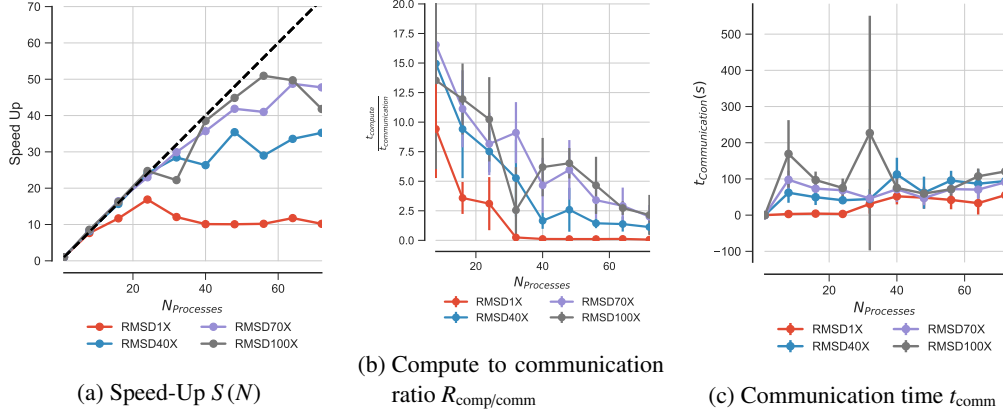 70
60
50
40
30
20
10
0
Speed Up
20
40
60
N_Processes
RMSD1X
RMSD40X
RMSD70X
RMSD100X
(a) Speed-Up S(N)
20.0
17.5
15.0
12.5
10.0
7.5
5.0
2.5
0.0
t_compute
t_communication
20
40
60
N_Processes
RMSD1X
RMSD40X
RMSD70X
RMSD100X
(b) Compute to communication
ratio R_comp/comm
500
400
300
200
100
0
−100
t_Communication(s)
20
40
60
N_Processes
RMSD1X
RMSD40X
RMSD70X
RMSD100X
(c) Communication time t_comm